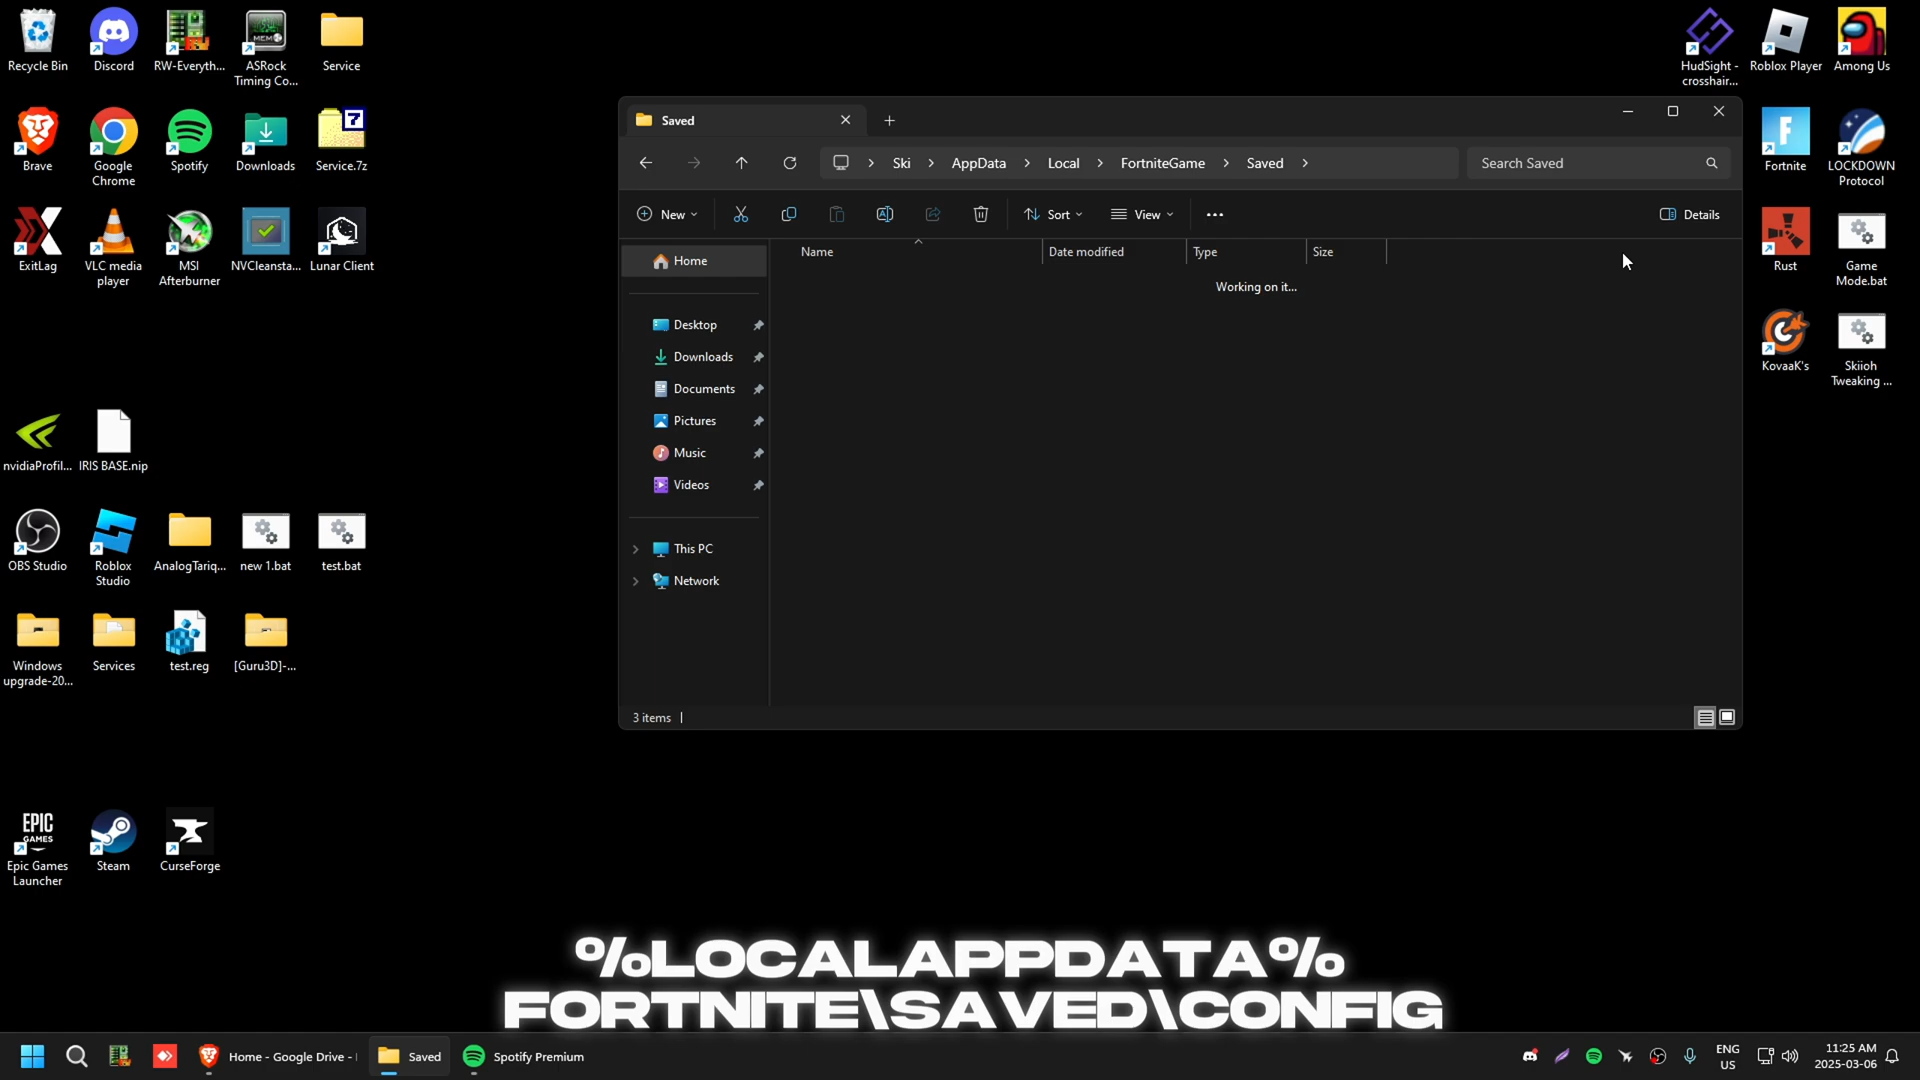 Recycle Bin
Discord
RW-Everyth...
ASRock
Timing Co...
Service
HudSight -
crosshair...
Roblox Player
Among Us
Brave
Google
Chrome
Spotify
Downloads
7
Service.7z
Fortnite
LOCKDOWN
Protocol
ExitLag
VLC media
player
MSI
Afterburner
NVCleansta...
Lunar Client
Rust
Game
Mode.bat
KovaaK's
Skiioh
Tweaking ...
nvidiaProfil...
IRIS BASE.nip
OBS Studio
Roblox
Studio
AnalogTariq...
new 1.bat
test.bat
Windows
upgrade-20...
Services
test.reg
[Guru3D]-...
EPIC
GAMES
Epic Games
Launcher
Steam
CurseForge
Saved
Ski > AppData > Local > FortniteGame > Saved >
Search Saved
New
Sort
View
Details
Name
Date modified
Type
Size
Working on it...
Home
Desktop
Downloads
Documents
Pictures
Music
Videos
This PC
Network
3 items
%LOCALAPPDATA%
FORTNITE\SAVED\CONFIG
Home - Google Drive -
Saved
Spotify Premium
ENG
US
11:25 AM
2025-03-06